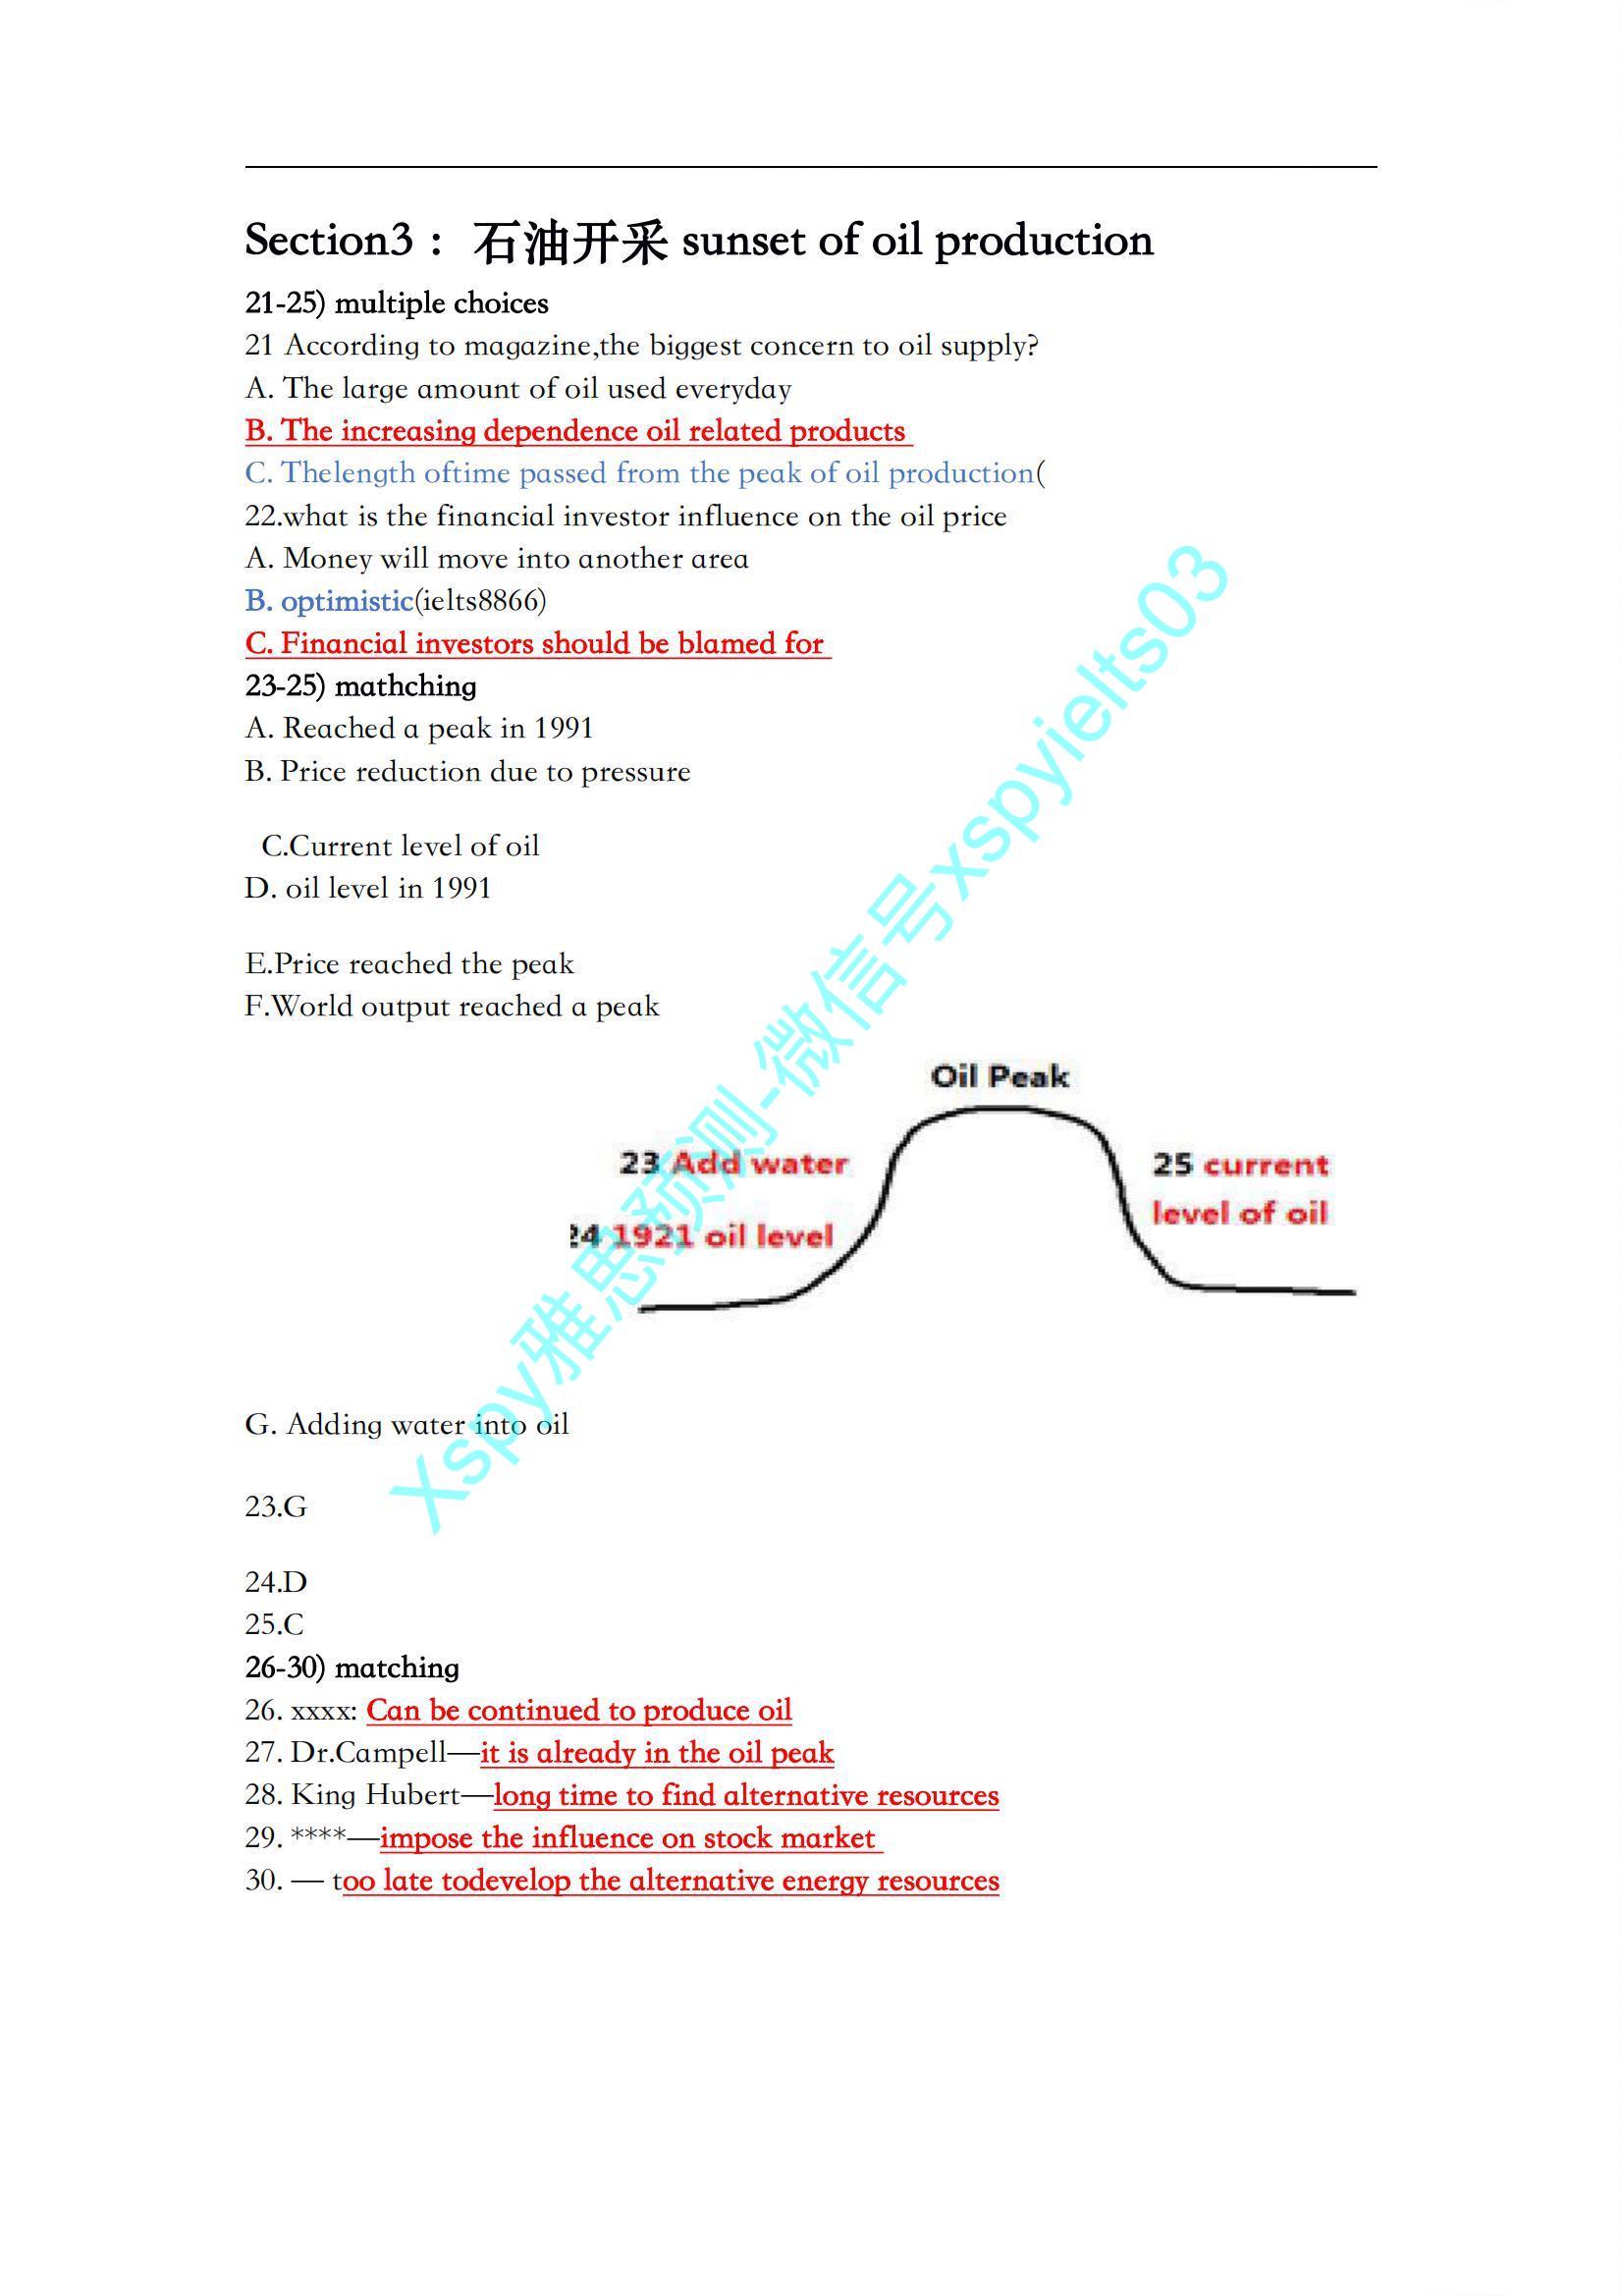 Section3： 石油开采 sunset of oil production
21-25) multiple choices
21 According to magazine,the biggest concern to oil supply?
A. The large amount of oil used everyday
B. The increasing dependence oil related products
C. Thelength oftime passed from the peak of oil production(
22.what is the financial investor influence on the oil price
A. Money will move into another area
B. optimistic(ielts8866)
C. Financial investors should be blamed for
23-25) mathching
A. Reached a peak in 1991
B. Price reduction due to pressure
C.Current level of oil
D. oil level in 1991
E.Price reached the peak
F.World output reached a peak
Oil Peak
23 Add water
24 1921 oil level
25 current
level of oil
G. Adding water into oil
23.G
24.D
25.C
26-30) matching
26. xxxx: Can be continued to produce oil
27. Dr.Campell—it is already in the oil peak
28. King Hubert—long time to find alternative resources
29. ****—impose the influence on stock market
30. — too late todevelop the alternative energy resources
Xspy雅思预测-微信号xspyielts03